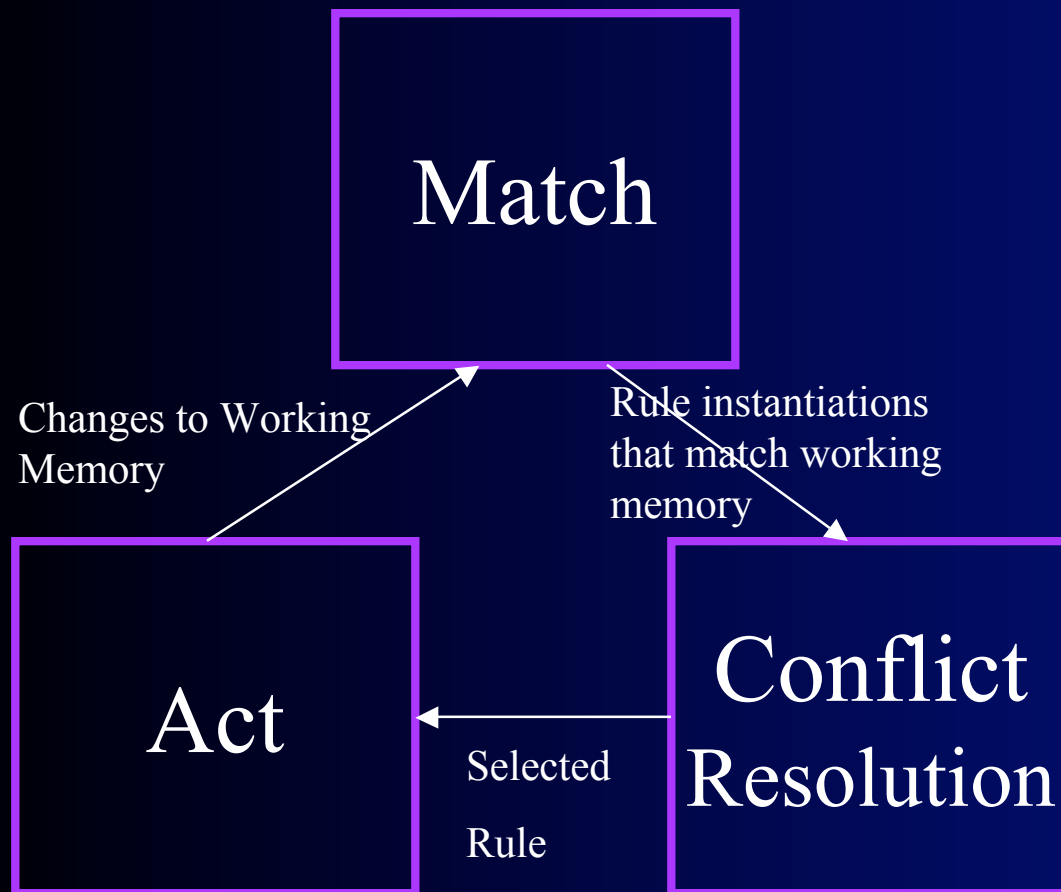 Match
Changes to Working
Memory
Rule instantiations
that match working
memory
Act
Selected
Rule
Conflict
Resolution